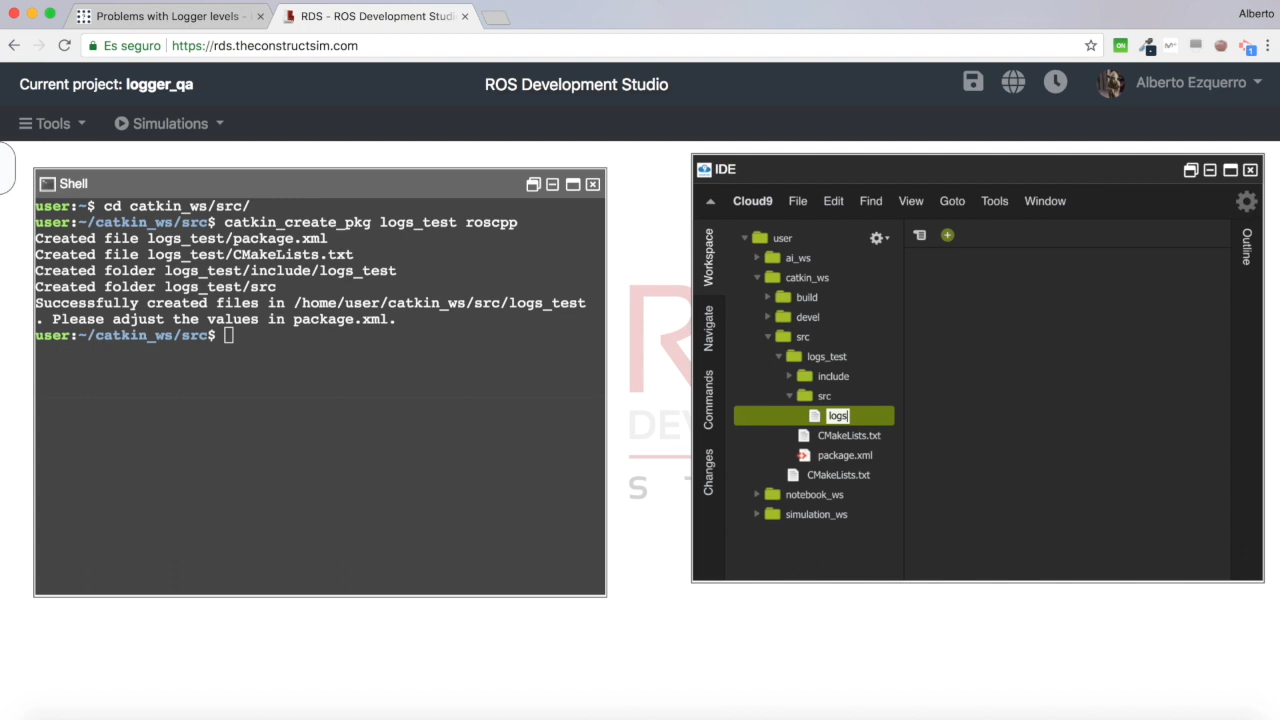 Problems with Logger levels -
RDS - ROS Development Studi
Alberto
Es seguro
https://rds.theconstructsim.com
Current project: logger_qa
ROS Development Studio
Alberto Ezquerro
Tools
Simulations
Shell
user:~$ cd catkin_ws/src/
user:~/catkin_ws/src$ catkin_create_pkg logs_test roscpp
Created file logs_test/package.xml
Created file logs_test/CMakeLists.txt
Created folder logs_test/include/logs_test
Created folder logs_test/src
Successfully created files in /home/user/catkin_ws/src/logs_test
. Please adjust the values in package.xml.
user:~/catkin_ws/src$
R
DE
S
IDE
Cloud9 File Edit Find View Goto Tools Window
Workspace
Navigate
Commands
Changes
user
ai_ws
catkin_ws
build
devel
src
logs_test
include
src
logs
CMakeLists.txt
package.xml
CMakeLists.txt
notebook_ws
simulation_ws
Outline